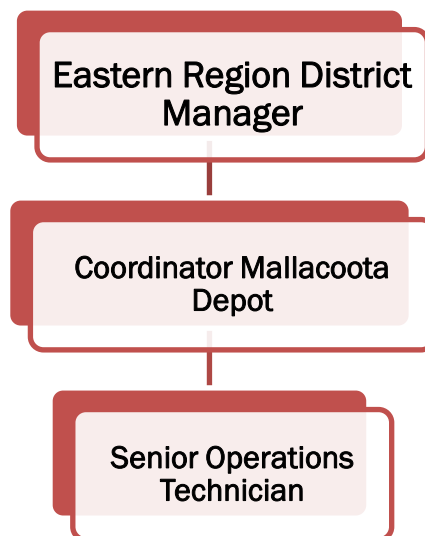 Eastern Region District
Manager
Coordinator Mallacoota
Depot
Senior Operations
Technician